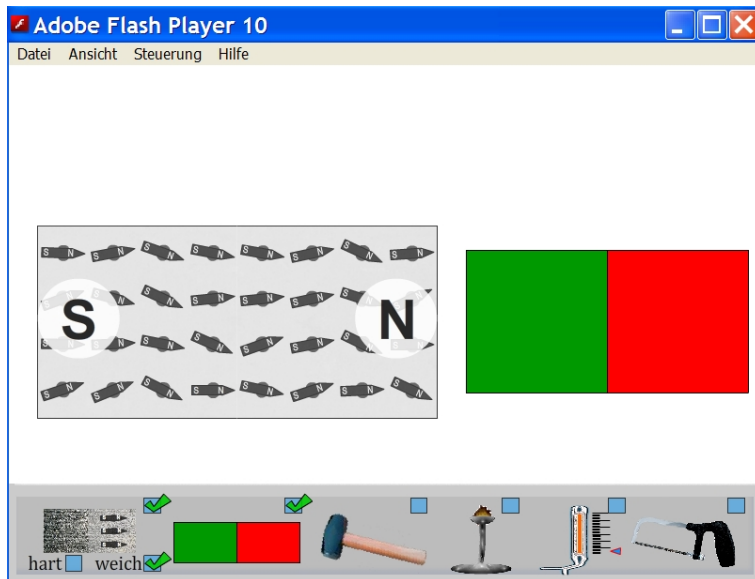 Adobe Flash Player 10
Datei Ansicht Steuerung Hilfe
S N S N S N S N S N S N S N S N
N S N S N S N S N S
S N
S N S N S N S N S
S N S N S N S N S N S N S N S N
hart weich